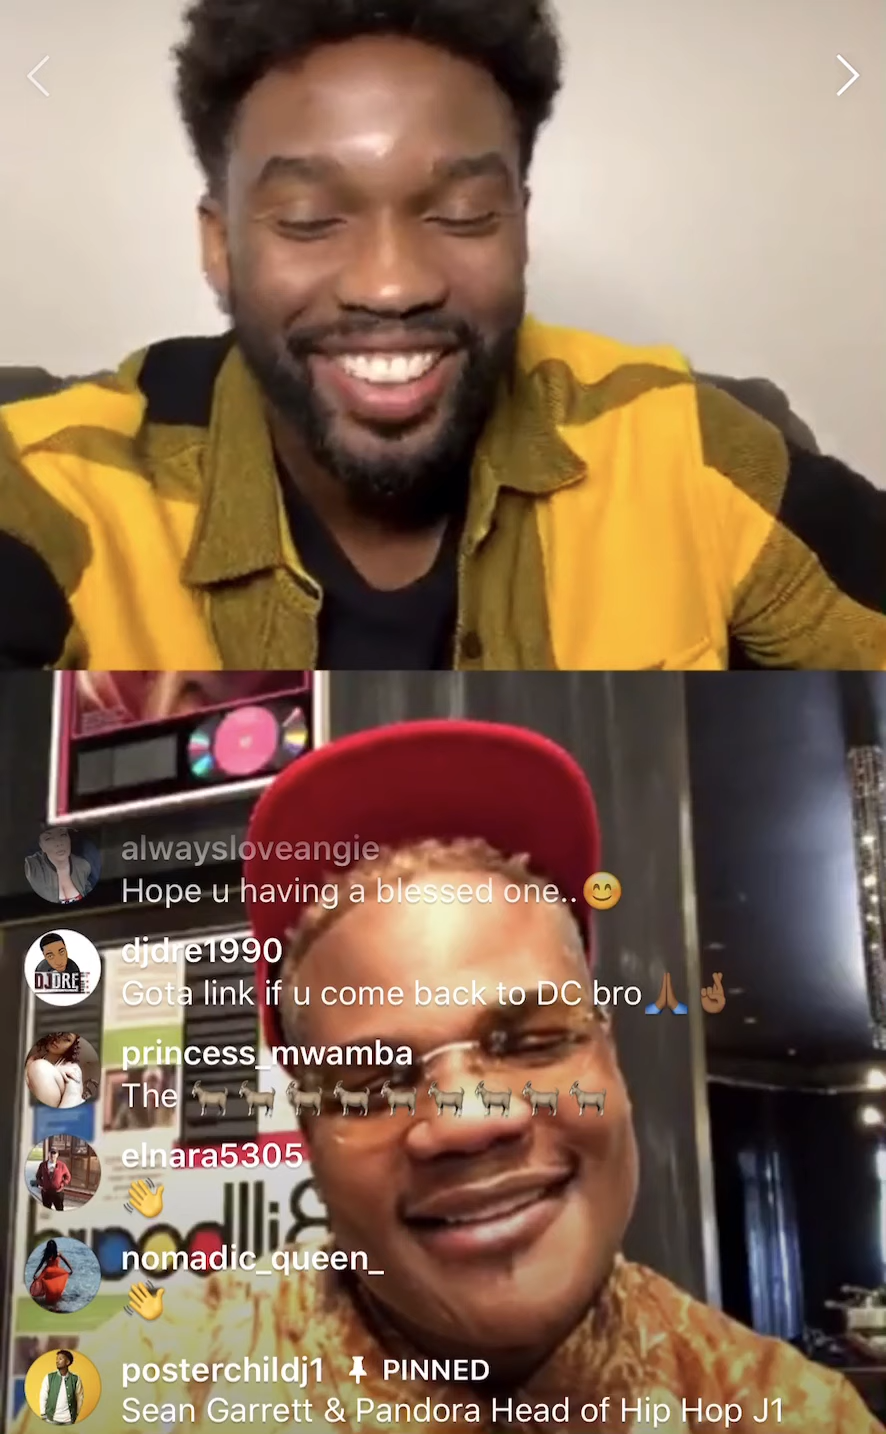 alwaysloveangie
Hope u having a blessed one..😊
djdre1990
Gota link if u come back to DC bro🙏🏾🤞🏾
princess_mwamba
The 🐐🐐🐐🐐🐐🐐🐐🐐🐐
elnara5305
👋
nomadic_queen_
👋
posterchildj1 📌 PINNED
Sean Garrett & Pandora Head of Hip Hop J1
DJDRE